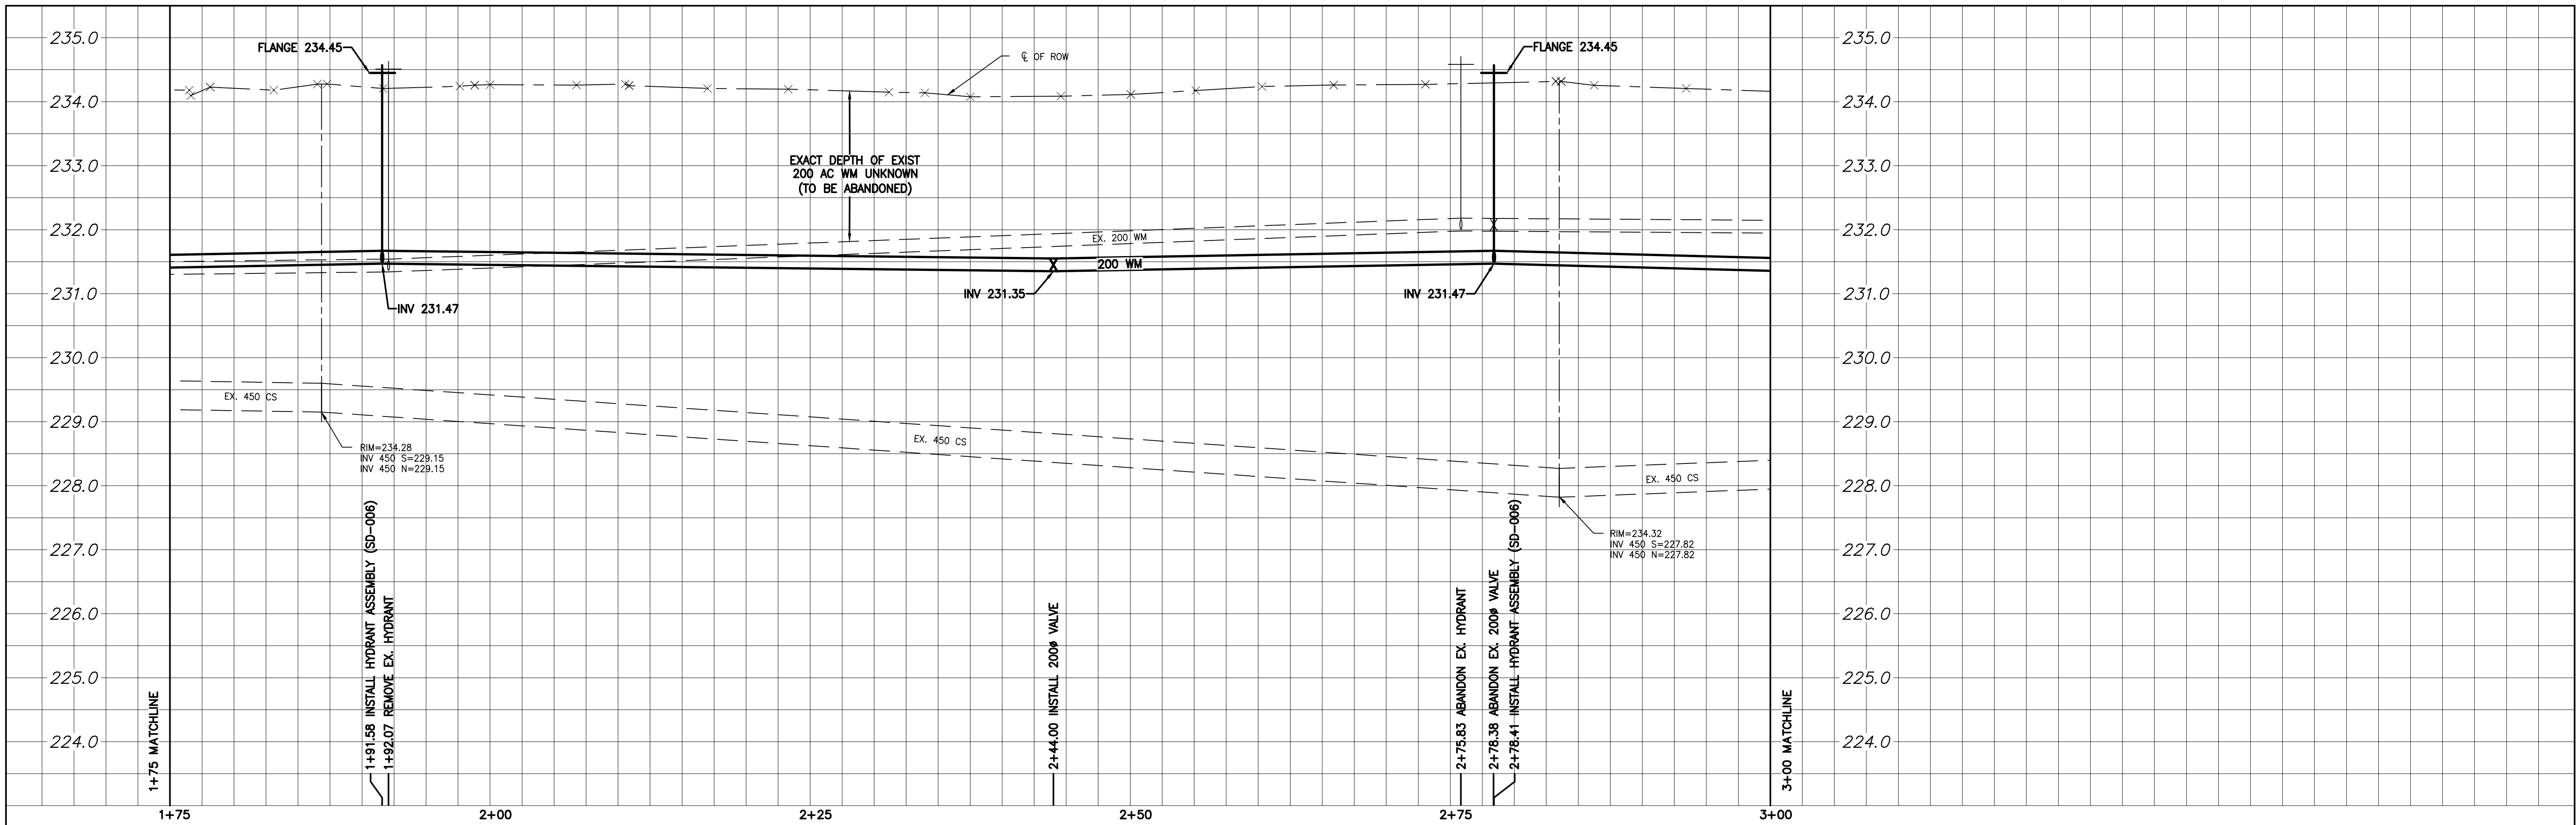 FLANGE 234.45
℄ OF ROW
FLANGE 234.45
235.0
234.0
233.0
232.0
231.0
230.0
229.0
228.0
227.0
226.0
225.0
224.0
235.0
234.0
233.0
232.0
231.0
230.0
229.0
228.0
227.0
226.0
225.0
224.0
EXACT DEPTH OF EXIST
200 AC WM UNKNOWN
(TO BE ABANDONED)
EX. 200 WM
200 WM
INV 231.47
INV 231.35
INV 231.47
EX. 450 CS
RIM=234.28
INV 450 S=229.15
INV 450 N=229.15
EX. 450 CS
EX. 450 CS
RIM=234.32
INV 450 S=227.82
INV 450 N=227.82
1+75 MATCHLINE
1+91.58 INSTALL HYDRANT ASSEMBLY (SD-006)
1+92.07 REMOVE EX. HYDRANT
2+44.00 INSTALL 200ø VALVE
2+75.83 ABANDON EX. HYDRANT
2+78.38 ABANDON EX. 200ø VALVE
2+78.41 INSTALL HYDRANT ASSEMBLY (SD-006)
3+00 MATCHLINE
1+75
2+00
2+25
2+50
2+75
3+00